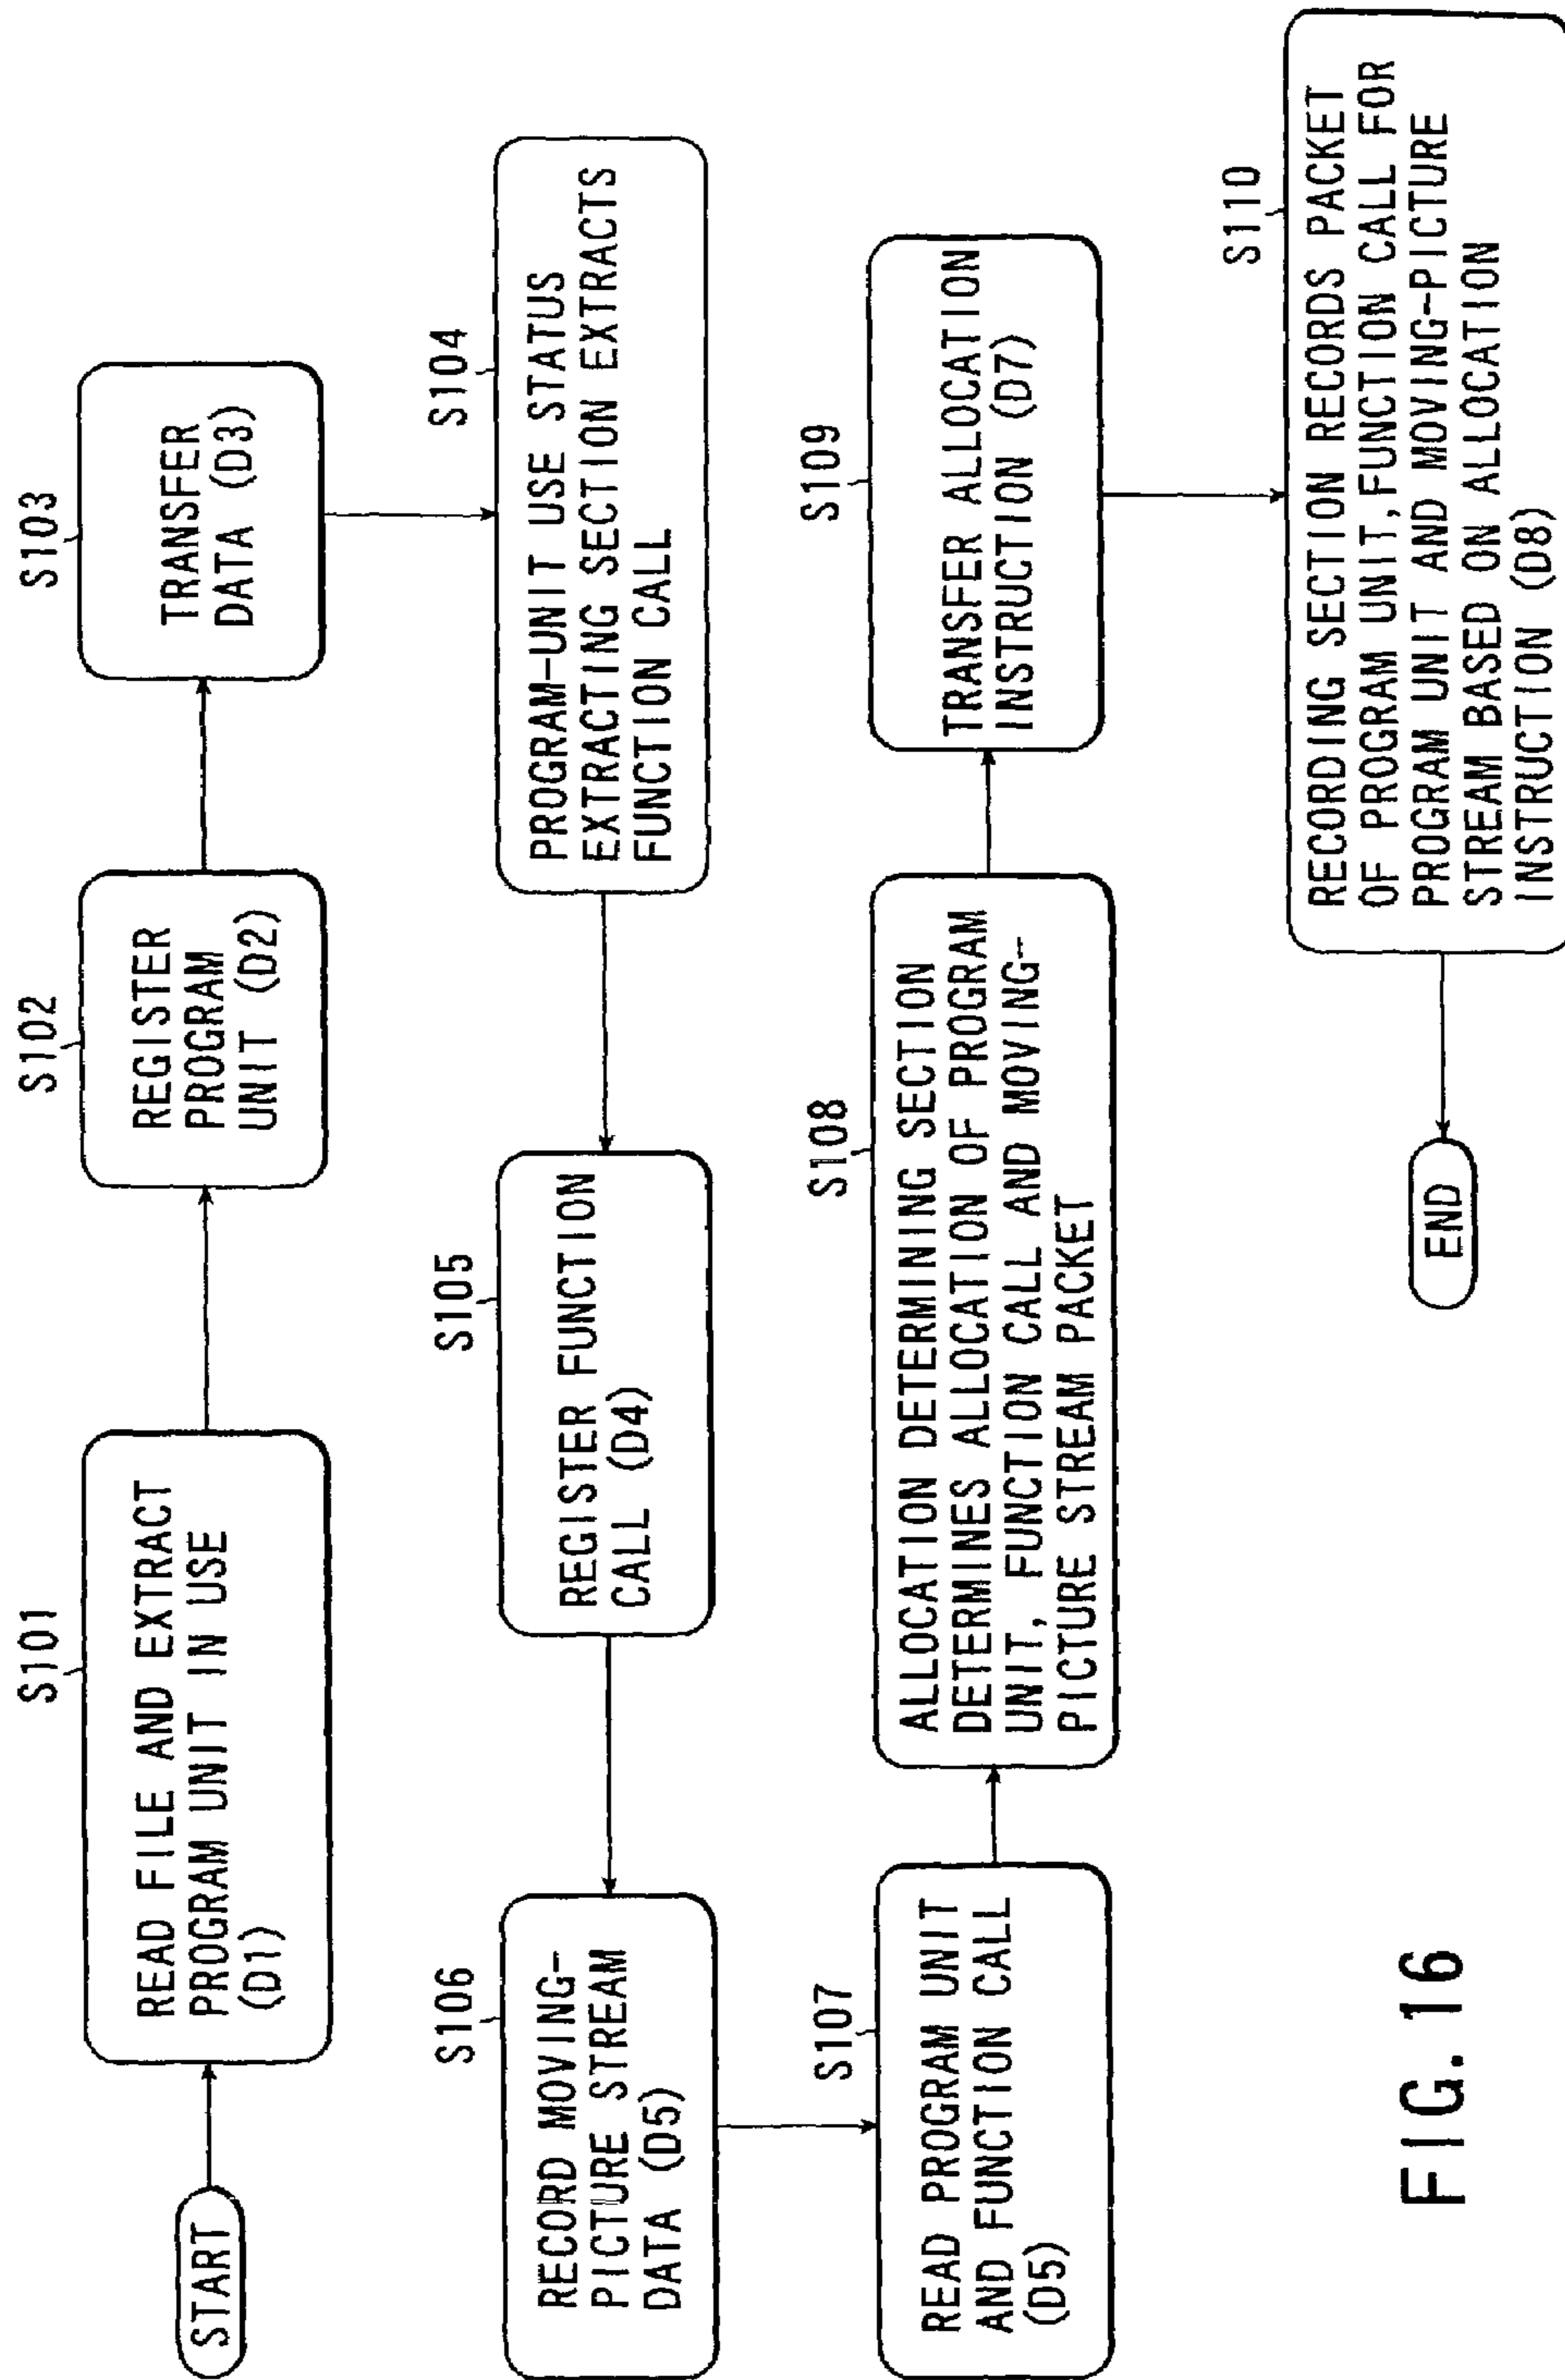 START
S101
READ FILE AND EXTRACT
PROGRAM UNIT IN USE
(D1)
S102
REGISTER
PROGRAM
UNIT (D2)
S103
TRANSFER
DATA (D3)
S104
PROGRAM-UNIT USE STATUS
EXTRACTING SECTION EXTRACTS
FUNCTION CALL
S105
REGISTER FUNCTION
CALL (D4)
S106
RECORD MOVING-
PICTURE STREAM
DATA (D5)
S107
READ PROGRAM UNIT
AND FUNCTION CALL
(D5)
S108
ALLOCATION DETERMINING SECTION
DETERMINES ALLOCATION OF PROGRAM
UNIT, FUNCTION CALL AND MOVING-
PICTURE STREAM PACKET
S109
TRANSFER ALLOCATION
INSTRUCTION (D7)
S110
RECORDING SECTION RECORDS PACKET
OF PROGRAM UNIT,FUNCTION CALL FOR
PROGRAM UNIT AND MOVING-PICTURE
STREAM BASED ON ALLOCATION
INSTRUCTION (D8)
END
FIG. 16